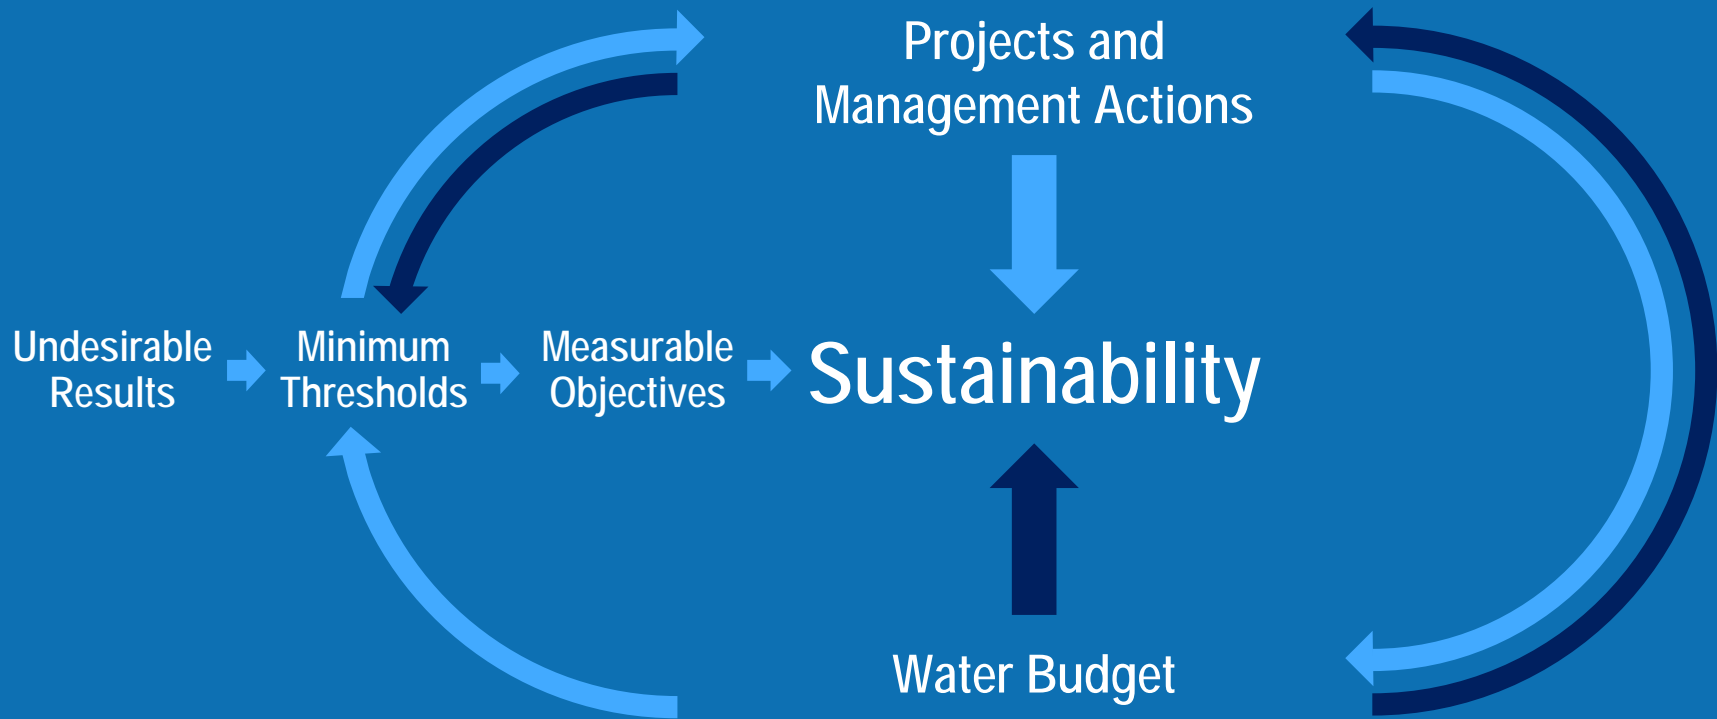 Projects and
Management Actions
Undesirable
Results
Minimum
Thresholds
Measurable
Objectives
Sustainability
Water Budget